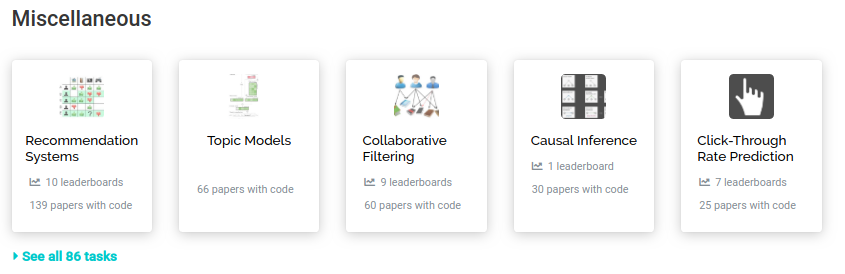 Miscellaneous
Recommendation
Systems
10 leaderboards
139 papers with code
Topic Models
66 papers with code
Collaborative
Filtering
9 leaderboards
60 papers with code
Causal Inference
1 leaderboard
30 papers with code
Click-Through
Rate Prediction
7 leaderboards
25 papers with code
See all 86 tasks